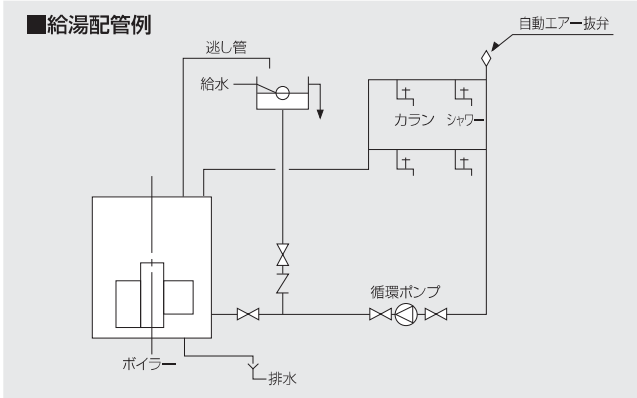 ■給湯配管例
自動エアー抜弁
逃し管
給水
カラン
シャワー
循環ポンプ
ボイラー
排水